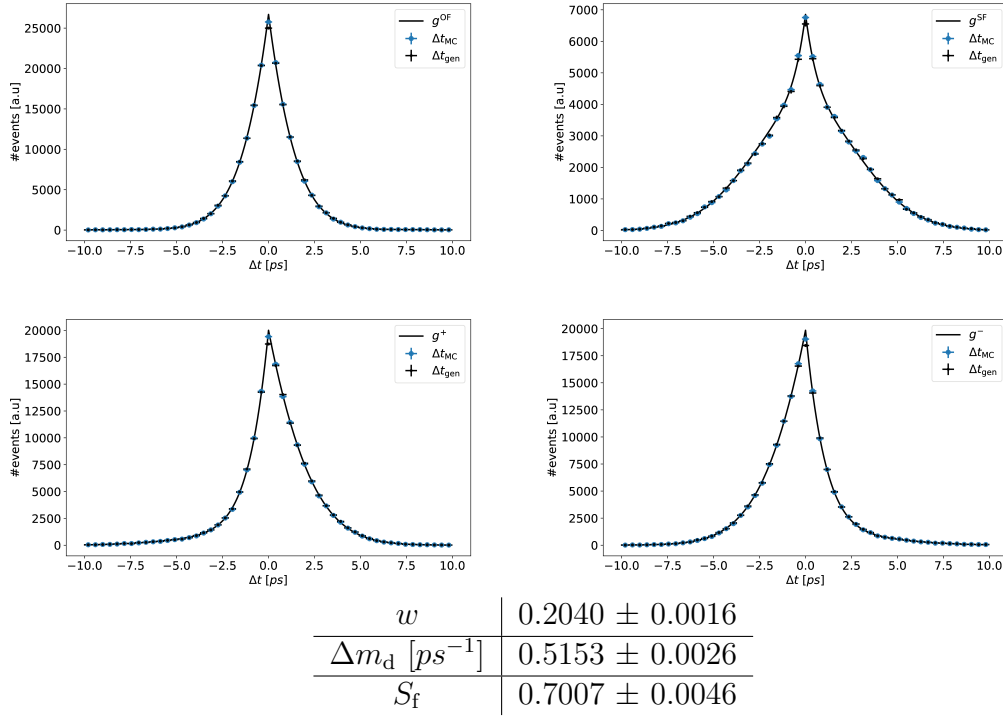 #events [a.u]
25000
20000
15000
10000
5000
0
−10.0 −7.5 −5.0 −2.5 0.0 2.5 5.0 7.5 10.0
Δt [ps]
g^OF
Δt_MC
Δt_gen
#events [a.u]
7000
6000
5000
4000
3000
2000
1000
0
−10.0 −7.5 −5.0 −2.5 0.0 2.5 5.0 7.5 10.0
Δt [ps]
g^SF
Δt_MC
Δt_gen
#events [a.u]
20000
17500
15000
12500
10000
7500
5000
2500
0
−10.0 −7.5 −5.0 −2.5 0.0 2.5 5.0 7.5 10.0
Δt [ps]
g^+
Δt_MC
Δt_gen
#events [a.u]
20000
17500
15000
12500
10000
7500
5000
2500
0
−10.0 −7.5 −5.0 −2.5 0.0 2.5 5.0 7.5 10.0
Δt [ps]
g^−
Δt_MC
Δt_gen
w 0.2040 ± 0.0016
Δm_d [ps^−1] 0.5153 ± 0.0026
S_f 0.7007 ± 0.0046